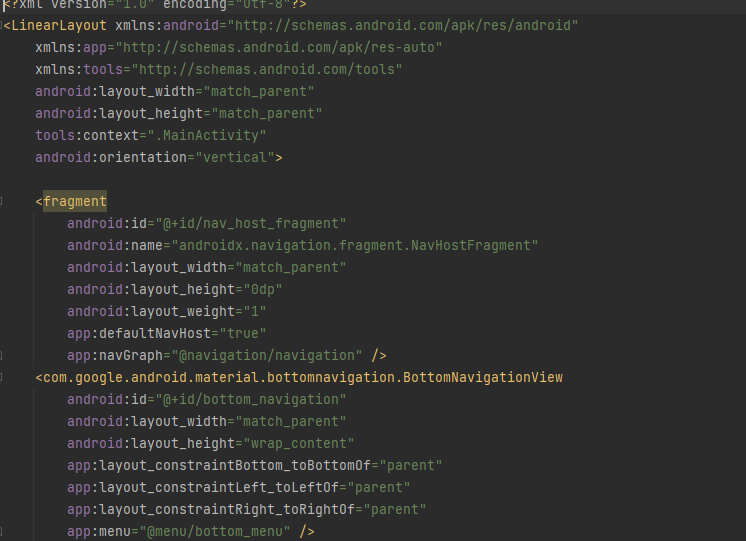 <?xml version="1.0" encoding="utf-8"?>
<LinearLayout xmlns:android="http://schemas.android.com/apk/res/android"
    xmlns:app="http://schemas.android.com/apk/res-auto"
    xmlns:tools="http://schemas.android.com/tools"
    android:layout_width="match_parent"
    android:layout_height="match_parent"
    tools:context=".MainActivity"
    android:orientation="vertical">

    <fragment
        android:id="@+id/nav_host_fragment"
        android:name="androidx.navigation.fragment.NavHostFragment"
        android:layout_width="match_parent"
        android:layout_height="0dp"
        android:layout_weight="1"
        app:defaultNavHost="true"
        app:navGraph="@navigation/navigation" />
    <com.google.android.material.bottomnavigation.BottomNavigationView
        android:id="@+id/bottom_navigation"
        android:layout_width="match_parent"
        android:layout_height="wrap_content"
        app:layout_constraintBottom_toBottomOf="parent"
        app:layout_constraintLeft_toLeftOf="parent"
        app:layout_constraintRight_toRightOf="parent"
        app:menu="@menu/bottom_menu" />